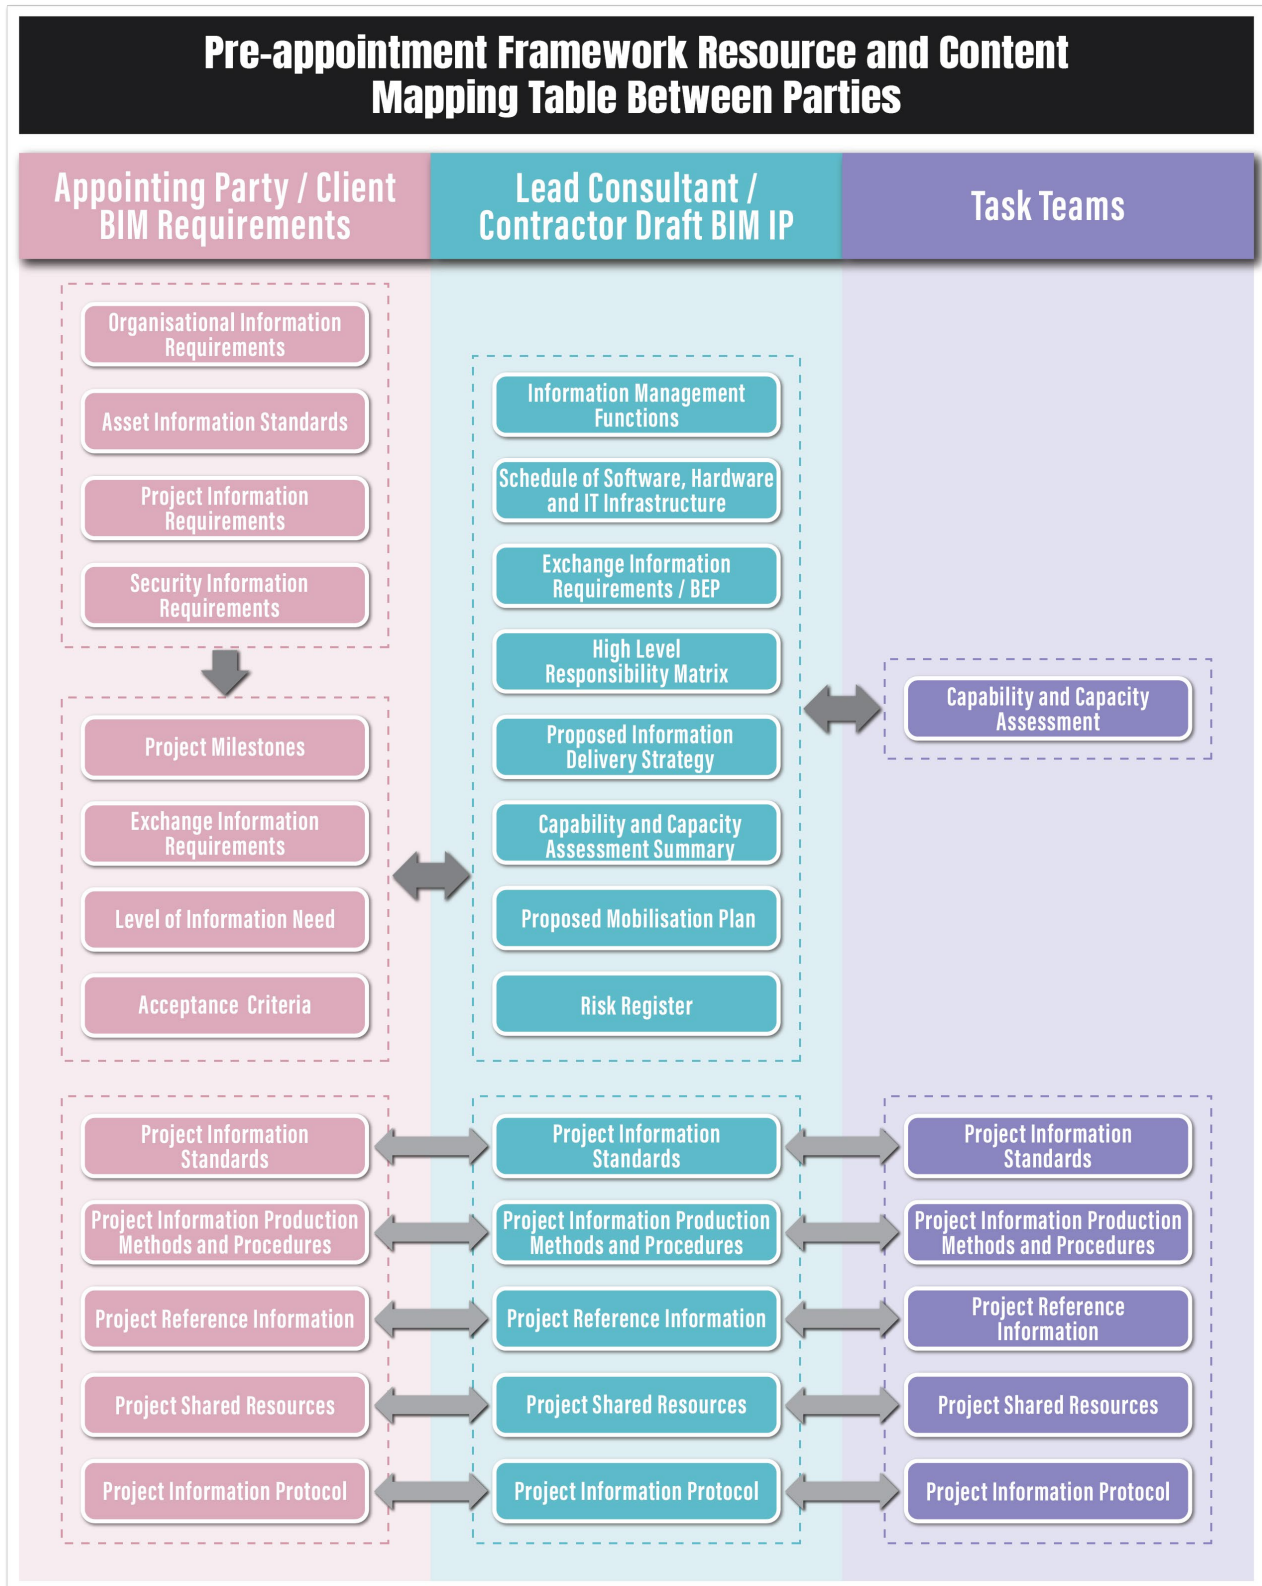 Pre-appointment Framework Resource and Content
Mapping Table Between Parties
Appointing Party / Client
BIM Requirements
Lead Consultant /
Contractor Draft BIM IP
Task Teams
Organisational Information
Requirements
Asset Information Standards
Project Information
Requirements
Security Information
Requirements
Project Milestones
Exchange Information
Requirements
Level of Information Need
Acceptance Criteria
Information Management
Functions
Schedule of Software, Hardware
and IT Infrastructure
Exchange Information
Requirements / BEP
High Level
Responsibility Matrix
Proposed Information
Delivery Strategy
Capability and Capacity
Assessment Summary
Proposed Mobilisation Plan
Risk Register
Capability and Capacity
Assessment
Project Information
Standards
Project Information
Standards
Project Information
Standards
Project Information Production
Methods and Procedures
Project Information Production
Methods and Procedures
Project Information Production
Methods and Procedures
Project Reference Information
Project Reference Information
Project Reference
Information
Project Shared Resources
Project Shared Resources
Project Shared Resources
Project Information Protocol
Project Information Protocol
Project Information Protocol